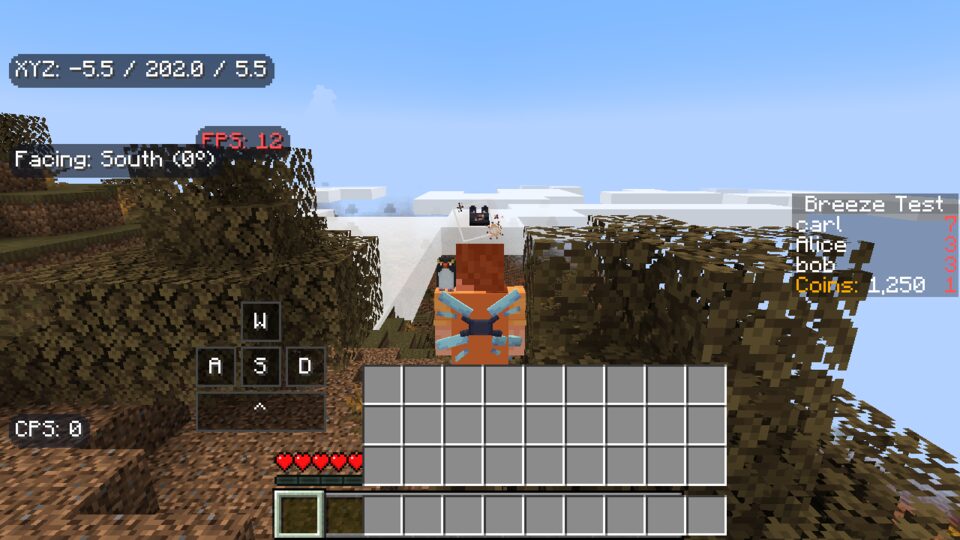 XYZ: -5.5 / 202.0 / 5.5
FPS: 12
Facing: South (0°)
Breeze Test
carl 7
Alice 3
bob 3
Coins: 1,250 1
W
A S D
^
CPS: 0